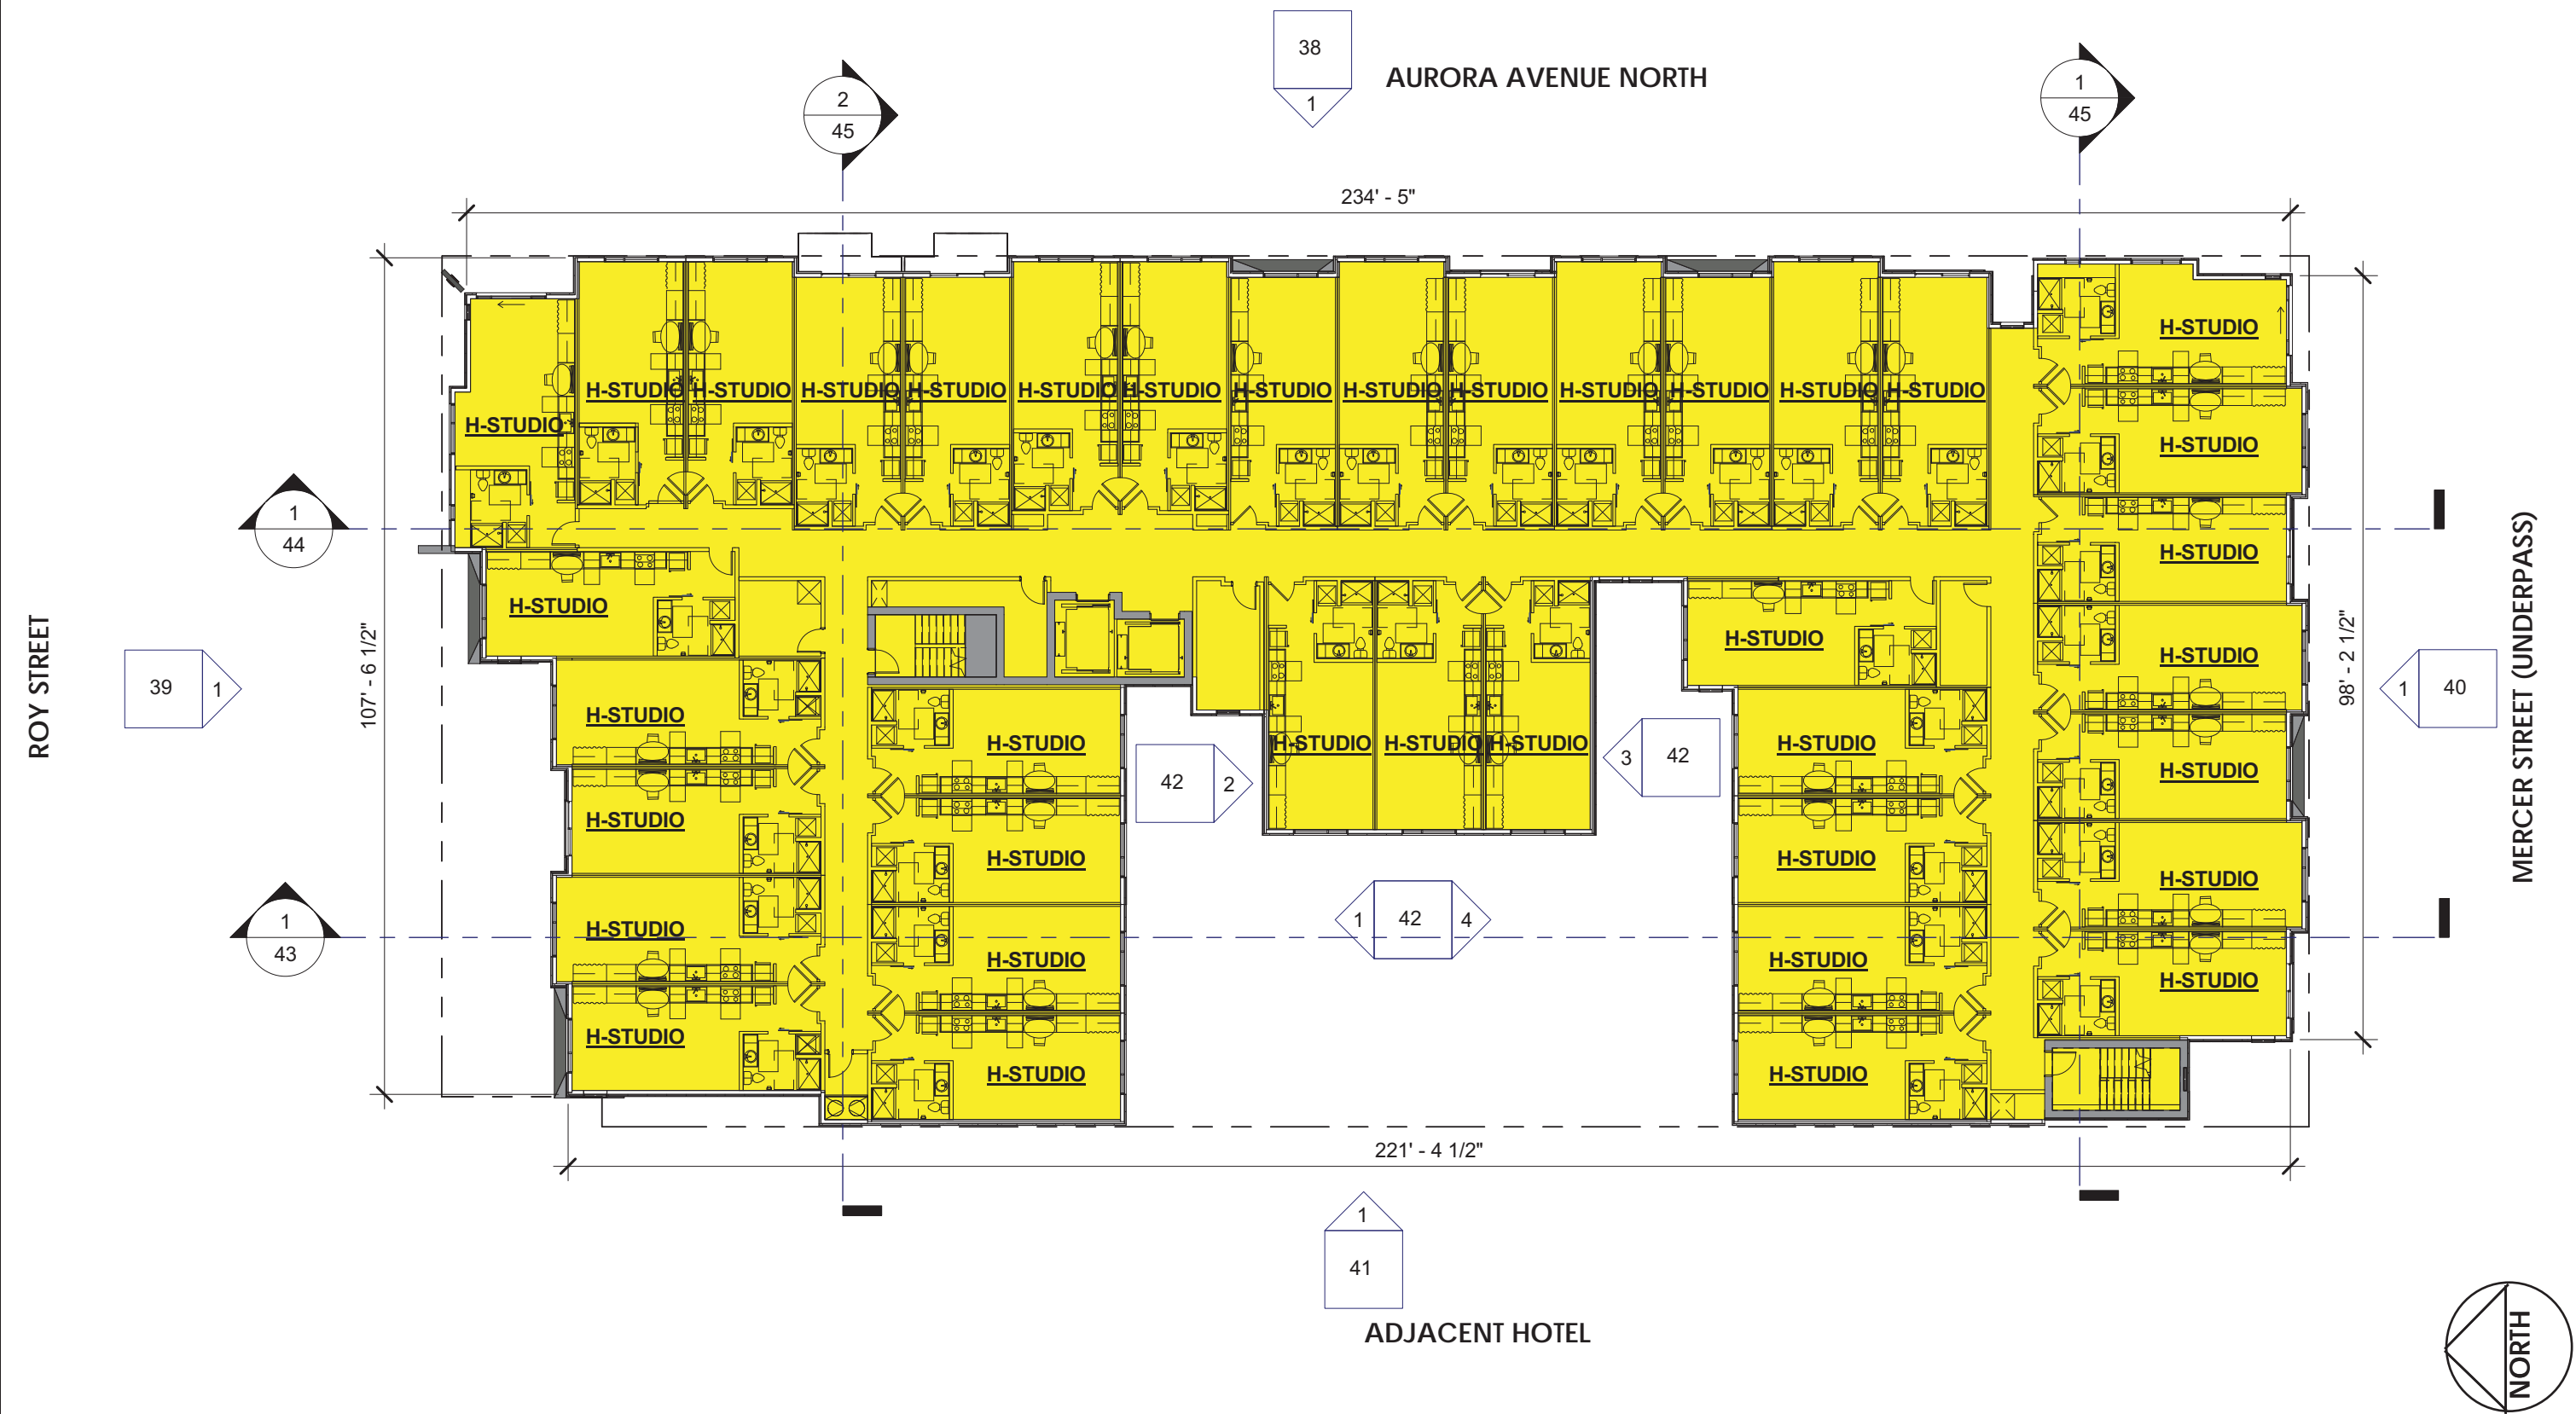 38
AURORA AVENUE NORTH
1
2
45
1
45
234' - 5"
H-STUDIO
H-STUDIO
H-STUDIO H-STUDIO H-STUDIO H-STUDIO H-STUDIO H-STUDIO H-STUDIO H-STUDIO H-STUDIO H-STUDIO H-STUDIO H-STUDIO H-STUDIO
H-STUDIO
H-STUDIO
1
44
H-STUDIO
H-STUDIO
H-STUDIO
H-STUDIO
ROY STREET
39 1
107' - 6 1/2"
98' - 2 1/2"
1 40
MERCER STREET (UNDERPASS)
H-STUDIO
H-STUDIO H-STUDIO H-STUDIO H-STUDIO H-STUDIO
42 2
3 42
H-STUDIO
H-STUDIO
H-STUDIO H-STUDIO
H-STUDIO
1 42 4
1
43
H-STUDIO
H-STUDIO H-STUDIO
H-STUDIO
H-STUDIO
H-STUDIO H-STUDIO
221' - 4 1/2"
1
41
ADJACENT HOTEL
NORTH